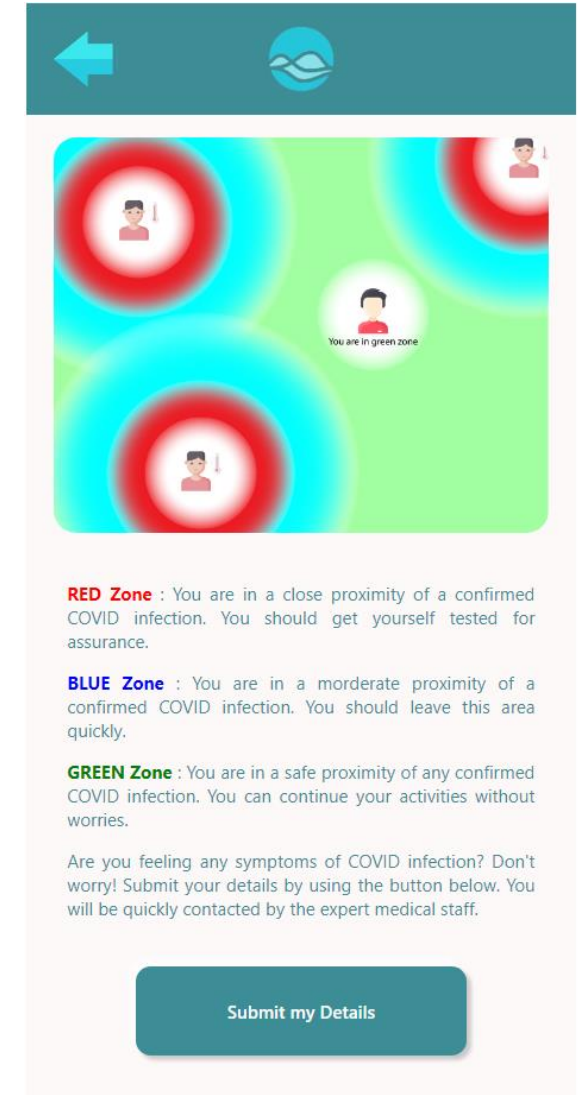 You are in green zone
RED Zone : You are in a close proximity of a confirmed
COVID infection. You should get yourself tested for
assurance.
BLUE Zone : You are in a morderate proximity of a
confirmed COVID infection. You should leave this area
quickly.
GREEN Zone : You are in a safe proximity of any confirmed
COVID infection. You can continue your activities without
worries.
Are you feeling any symptoms of COVID infection? Don't
worry! Submit your details by using the button below. You
will be quickly contacted by the expert medical staff.
Submit my Details